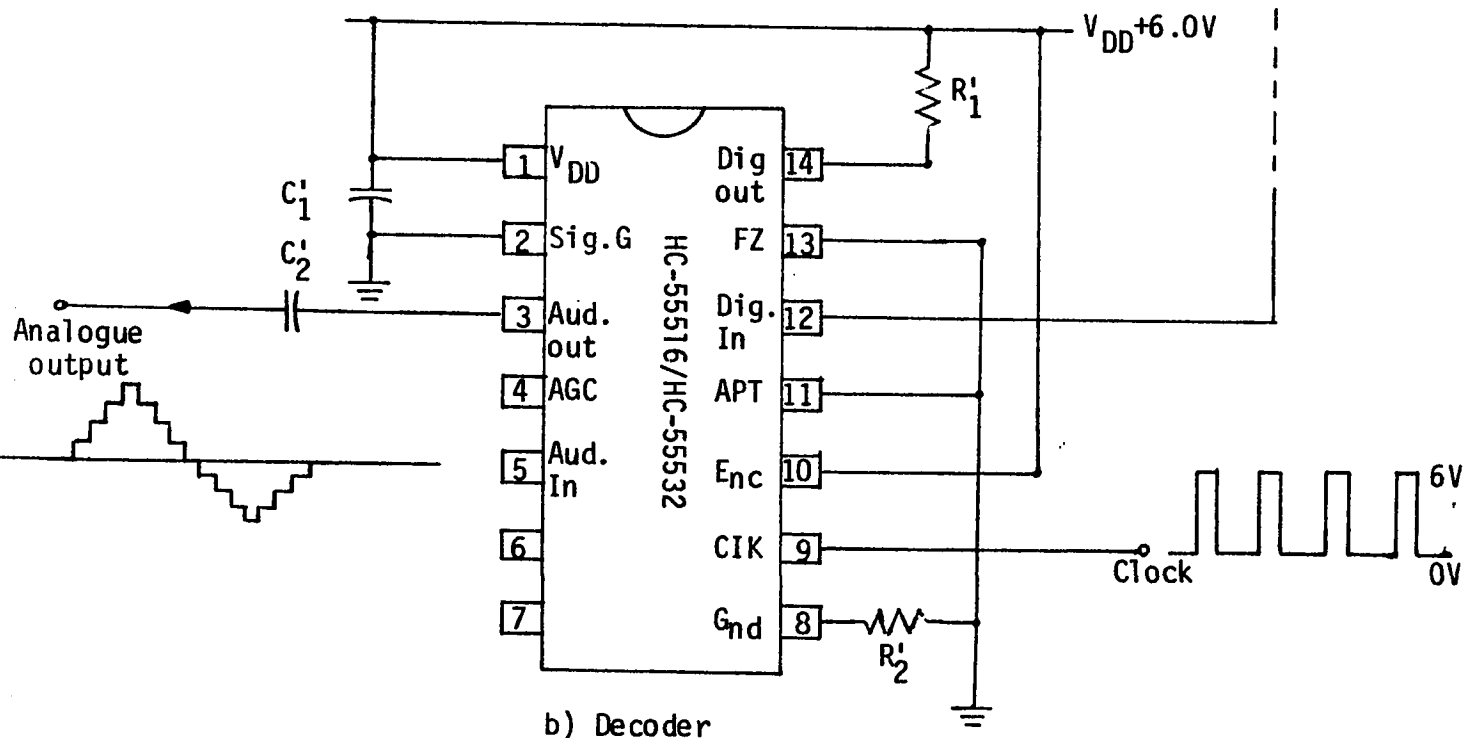 V_DD+6.0V
R'1
C'1
C'2
Analogue
output
1 V_DD
2 Sig.G
3 Aud.
out
4 AGC
5 Aud.
In
6
7
HC-55516/HC-55532
Dig
out 14
FZ 13
Dig.
In 12
APT 11
Enc 10
CIK 9
Gnd 8
R'2
Clock
6V
0V
b) Decoder